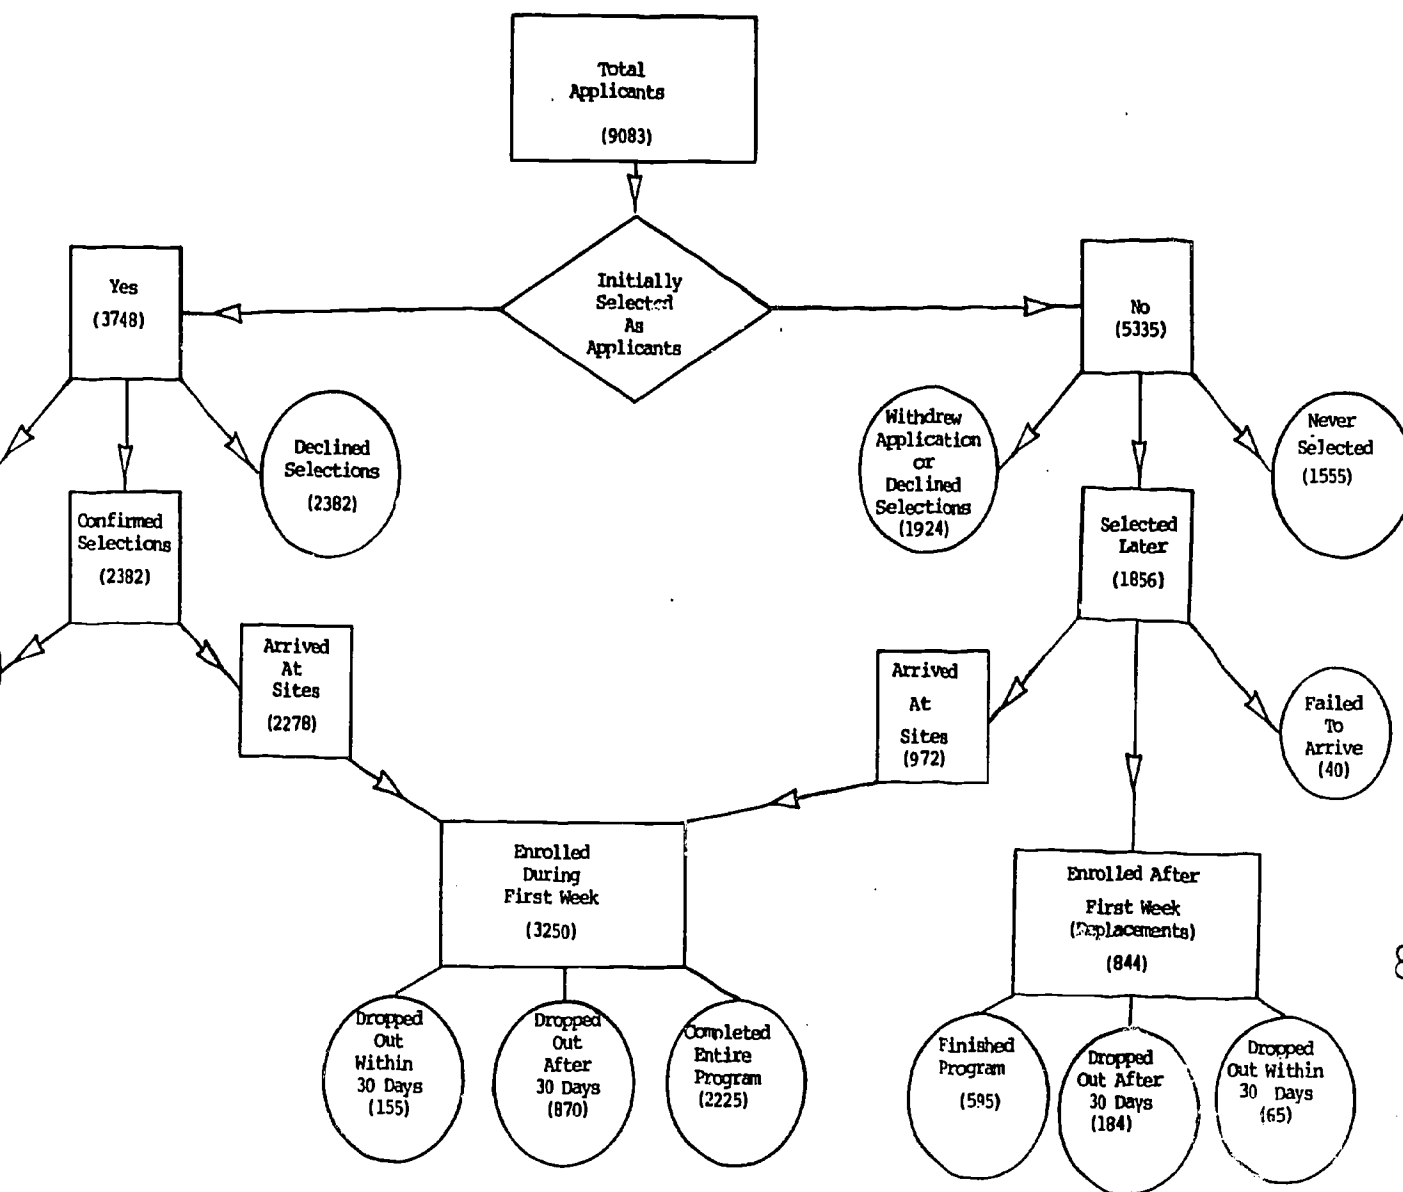 Total
Applicants
(9083)
Initially
Selected
As
Applicants
Yes
(3748)
No
(5335)
Declined
Selections
(2382)
Withdrew
Application
or
Declined
Selections
(1924)
Never
Selected
(1555)
Confirmed
Selections
(2382)
Selected
Later
(1856)
Arrived
At
Sites
(2278)
Arrived
At
Sites
(972)
Failed
To
Arrive
(40)
Enrolled
During
First Week
(3250)
Enrolled After
First Week
(Replacements)
(844)
Dropped
Out
Within
30 Days
(155)
Dropped
Out
After
30 Days
(870)
Completed
Entire
Program
(2225)
Finished
Program
(595)
Dropped
Out After
30 Days
(184)
Dropped
Out Within
30 Days
(65)